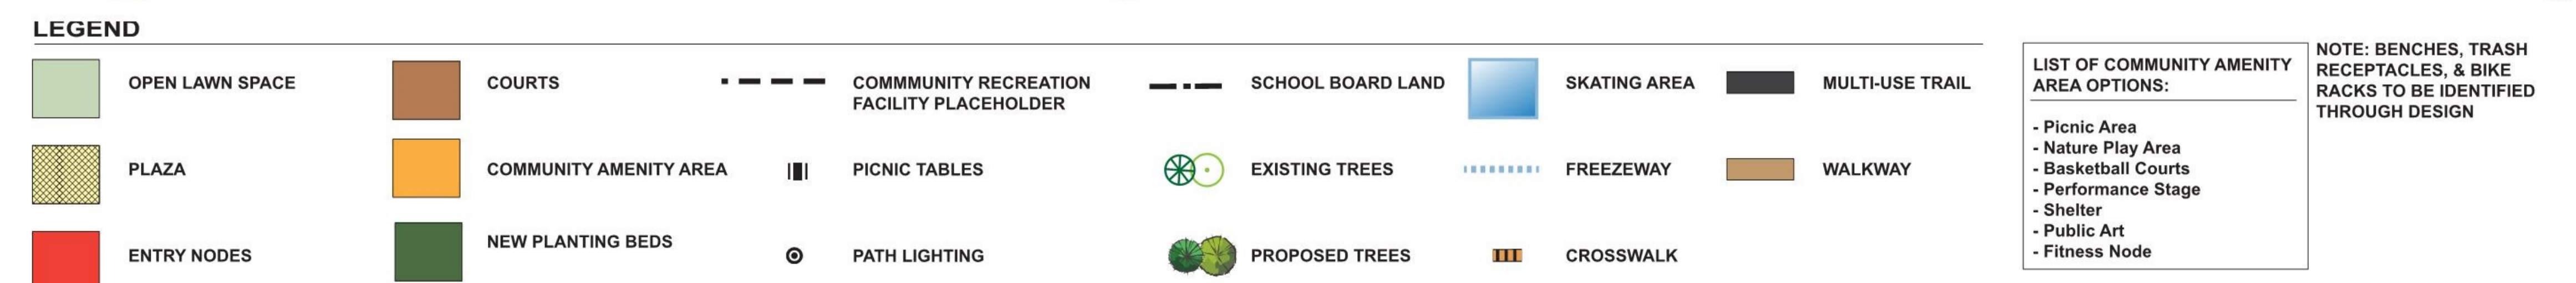 LEGEND
OPEN LAWN SPACE
PLAZA
ENTRY NODES
COURTS
COMMUNITY AMENITY AREA
NEW PLANTING BEDS
COMMMUNITY RECREATION
FACILITY PLACEHOLDER
PICNIC TABLES
PATH LIGHTING
SCHOOL BOARD LAND
EXISTING TREES
PROPOSED TREES
SKATING AREA
FREEZEWAY
CROSSWALK
MULTI-USE TRAIL
WALKWAY
LIST OF COMMUNITY AMENITY
AREA OPTIONS:
- Picnic Area
- Nature Play Area
- Basketball Courts
- Performance Stage
- Shelter
- Public Art
- Fitness Node
NOTE: BENCHES, TRASH
RECEPTACLES, & BIKE
RACKS TO BE IDENTIFIED
THROUGH DESIGN